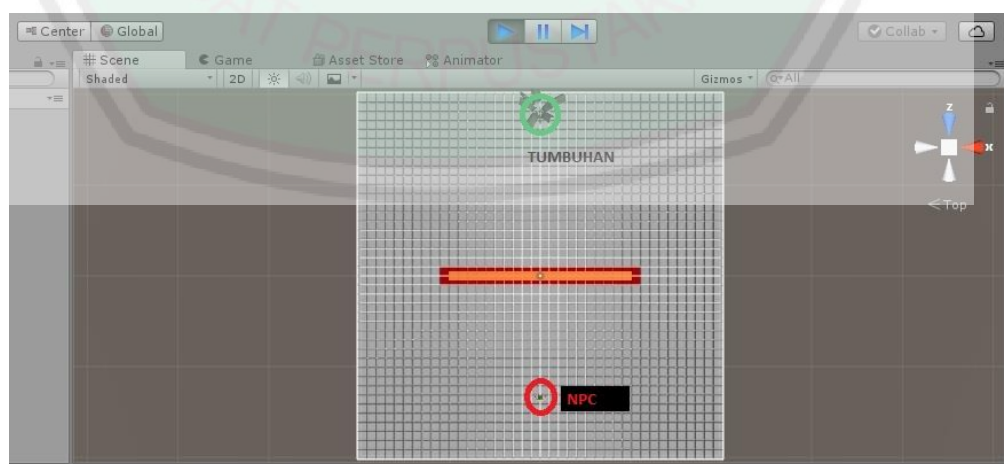 Center Global Collab
# Scene Game Asset Store Animator
Shaded 2D Gizmos All
z
x
Top
TUMBUHAN
NPC